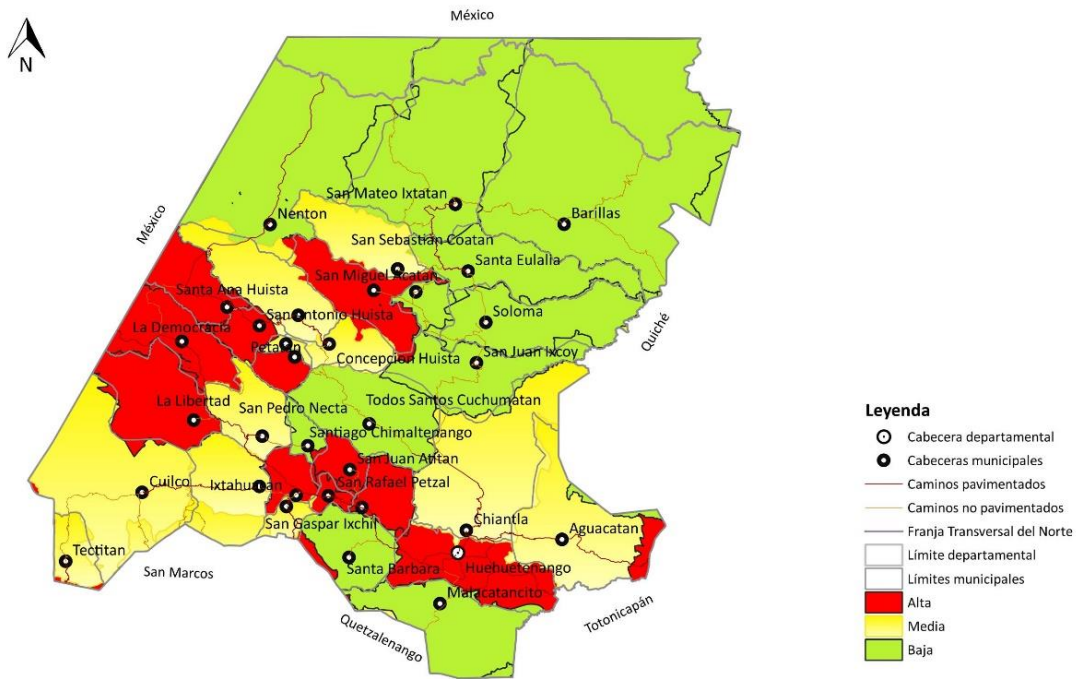 México
N
San Mateo Ixtatan
México
Nenton
Barillas
San Sebastián Coatan
Santa Eulalia
San Miguel Acatan
Santa Ana Huista
San Antonio Huista
Soloma
La Democracia
Quiché
Petatan
Concepcion Huista
San Juan Ixcoy
La Libertad
San Pedro Necta
Todos Santos Cuchumatan
Santiago Chimaltenango
San Juan Atitan
Cuilco
Ixtahuacan
San Rafael Petzal
San Gaspar Ixchil
Chiantla
Aguacatan
Tectitan
San Marcos
Santa Barbara
Huehuetenango
Malacatancito
Quetzalenango
Totonicapán
Leyenda
Cabecera departamental
Cabeceras municipales
Caminos pavimentados
Caminos no pavimentados
Franja Transversal del Norte
Límite departamental
Límites municipales
Alta
Media
Baja